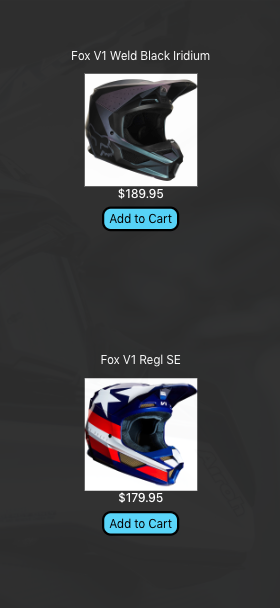 Fox V1 Weld Black Iridium
$189.95
Add to Cart
Fox V1 Regl SE
$179.95
Add to Cart